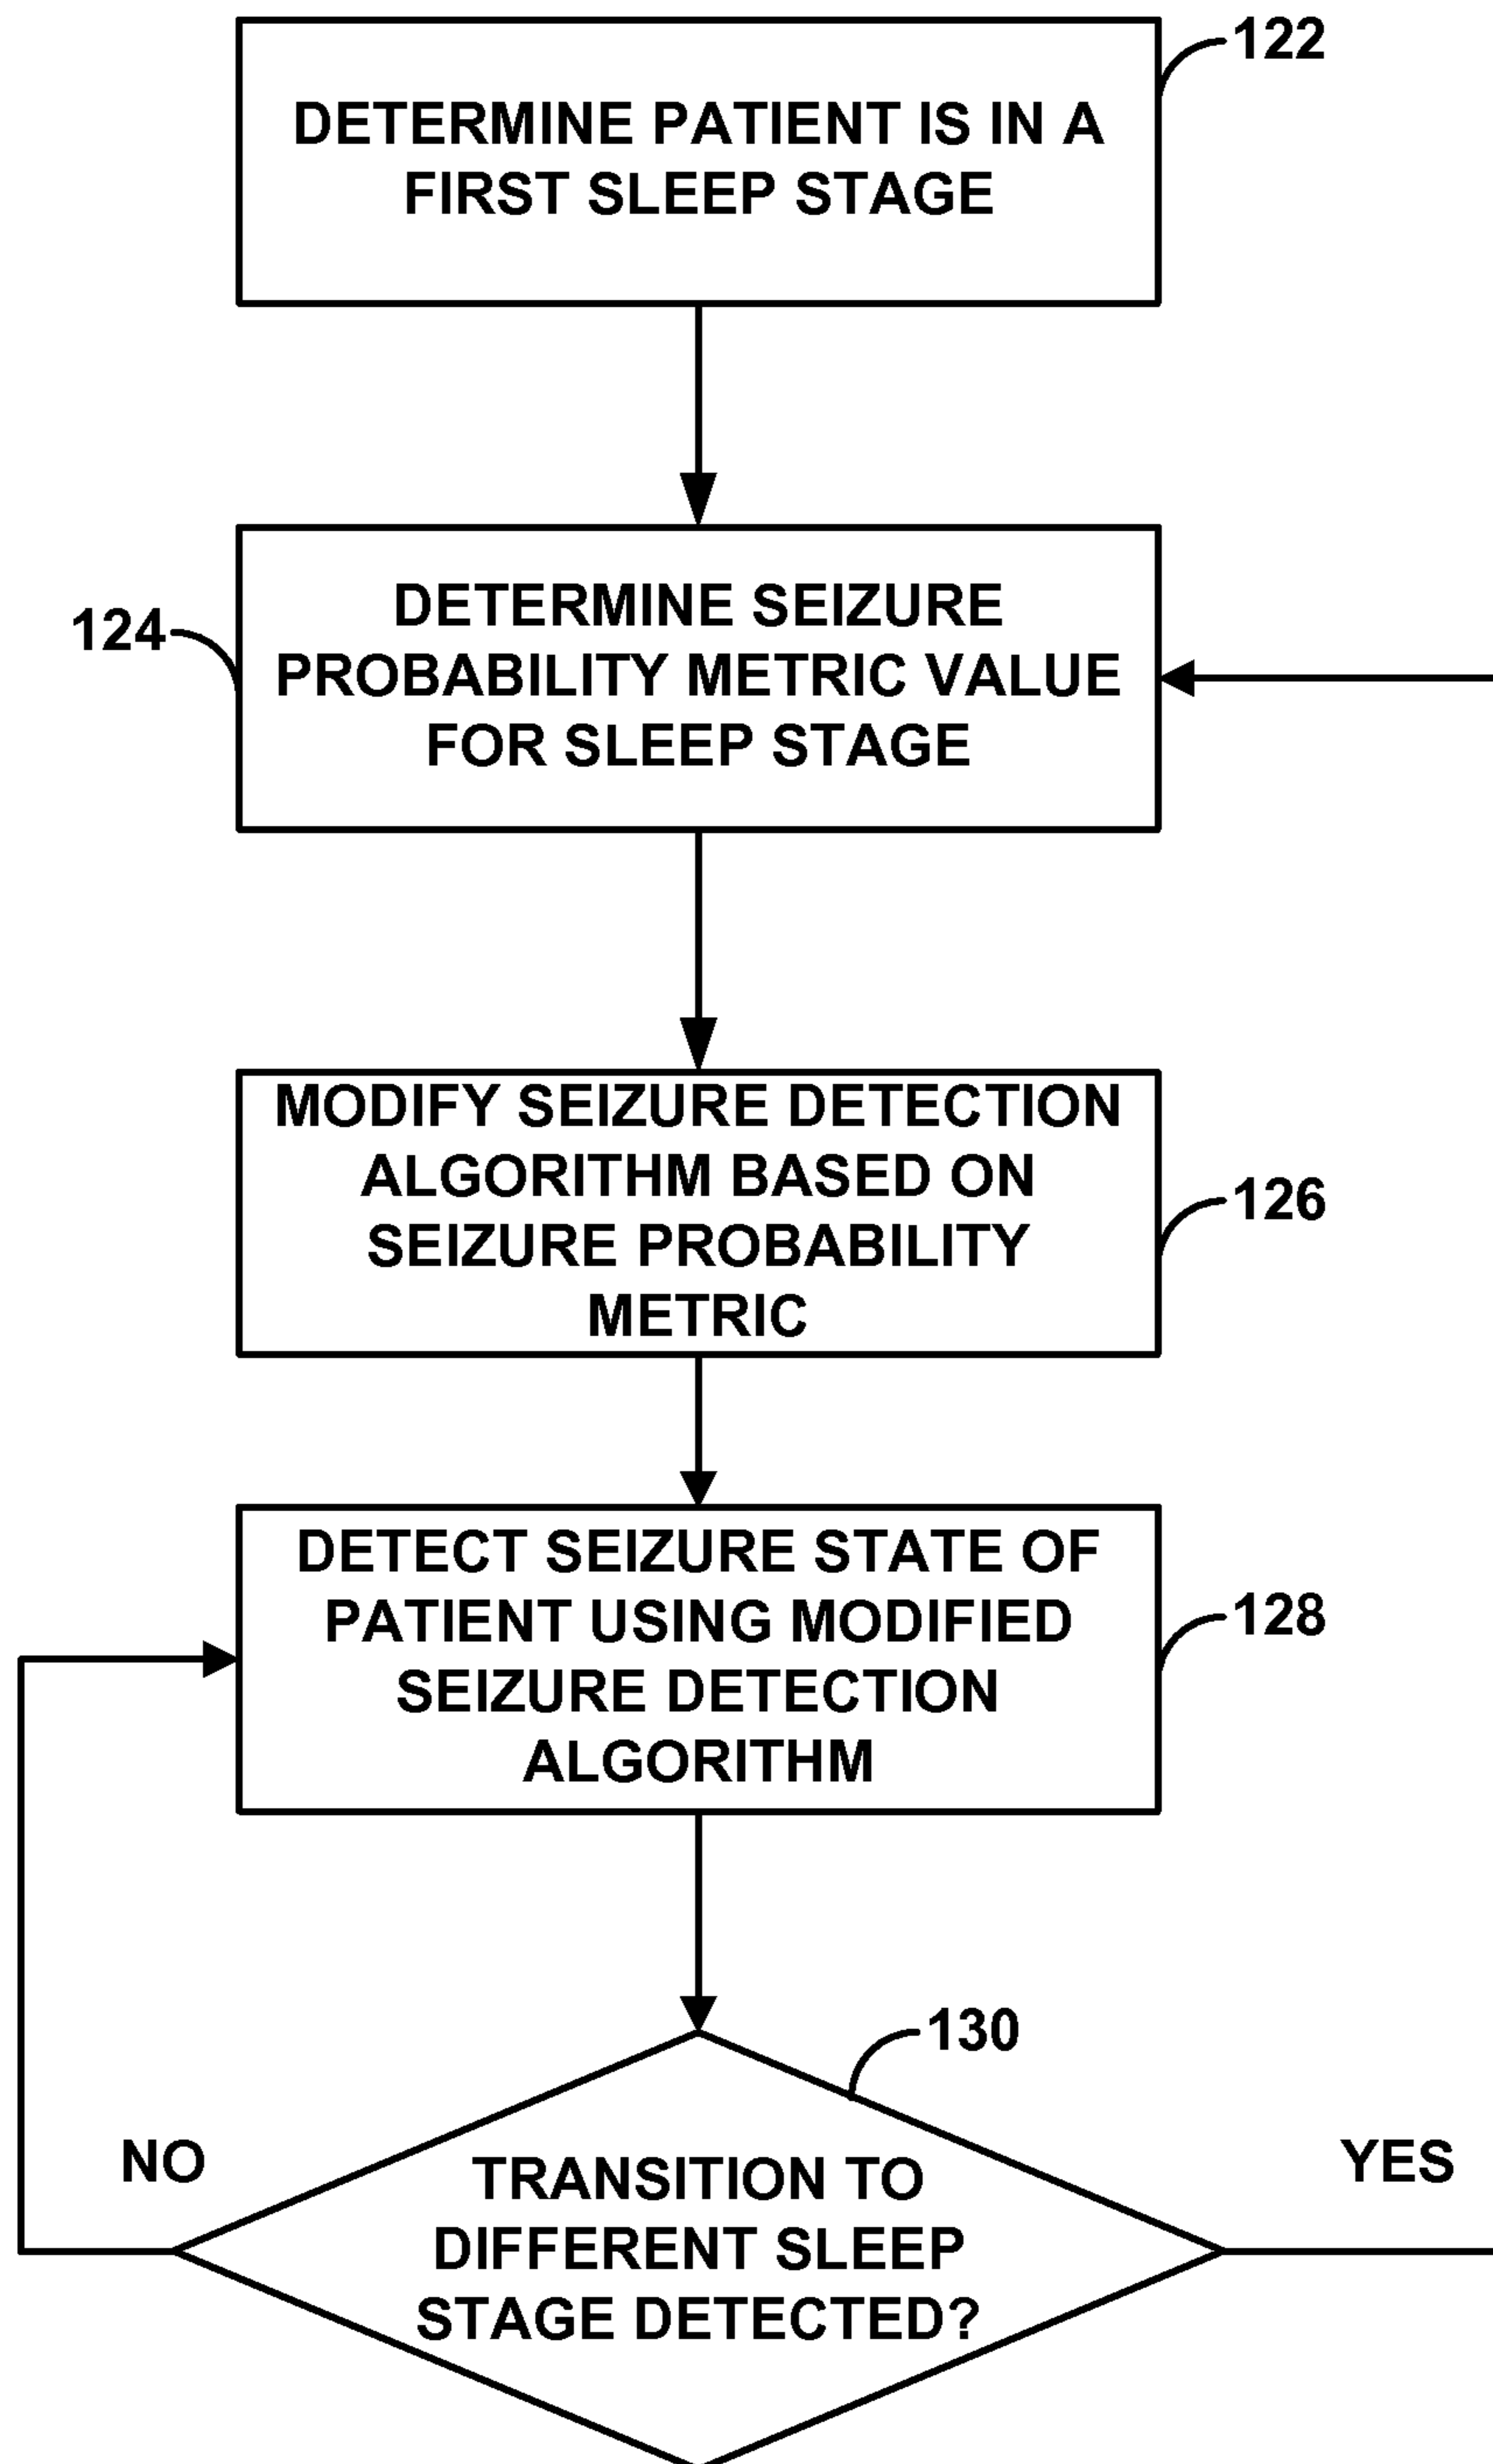 122
DETERMINE PATIENT IS IN A
FIRST SLEEP STAGE
124
DETERMINE SEIZURE
PROBABILITY METRIC VALUE
FOR SLEEP STAGE
MODIFY SEIZURE DETECTION
ALGORITHM BASED ON
SEIZURE PROBABILITY
METRIC
126
DETECT SEIZURE STATE OF
PATIENT USING MODIFIED
SEIZURE DETECTION
ALGORITHM
128
130
NO
YES
TRANSITION TO
DIFFERENT SLEEP
STAGE DETECTED?